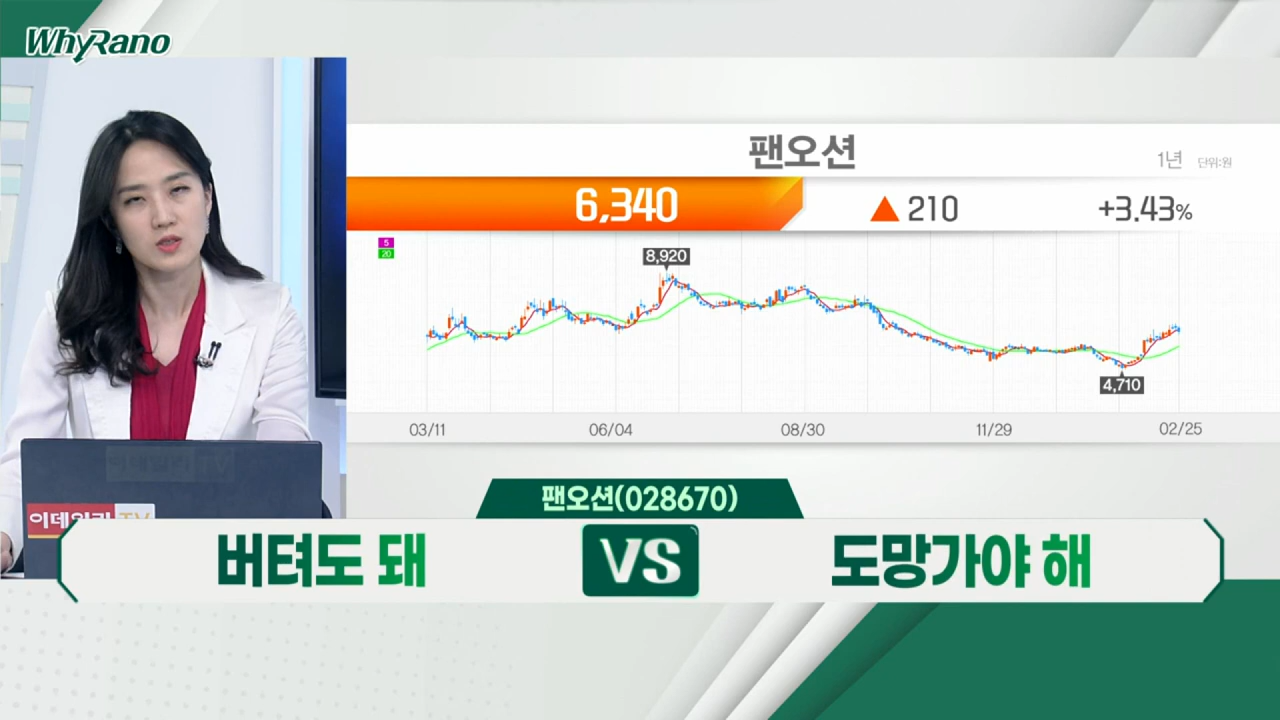 WhyRano
팬오션
1년 단위:원
6,340 ▲ 210 +3.43%
5
20
8,920
4,710
03/11 06/04 08/30 11/29 02/25
팬오션(028670)
이데일리 TV
버텨도 돼 VS 도망가야 해